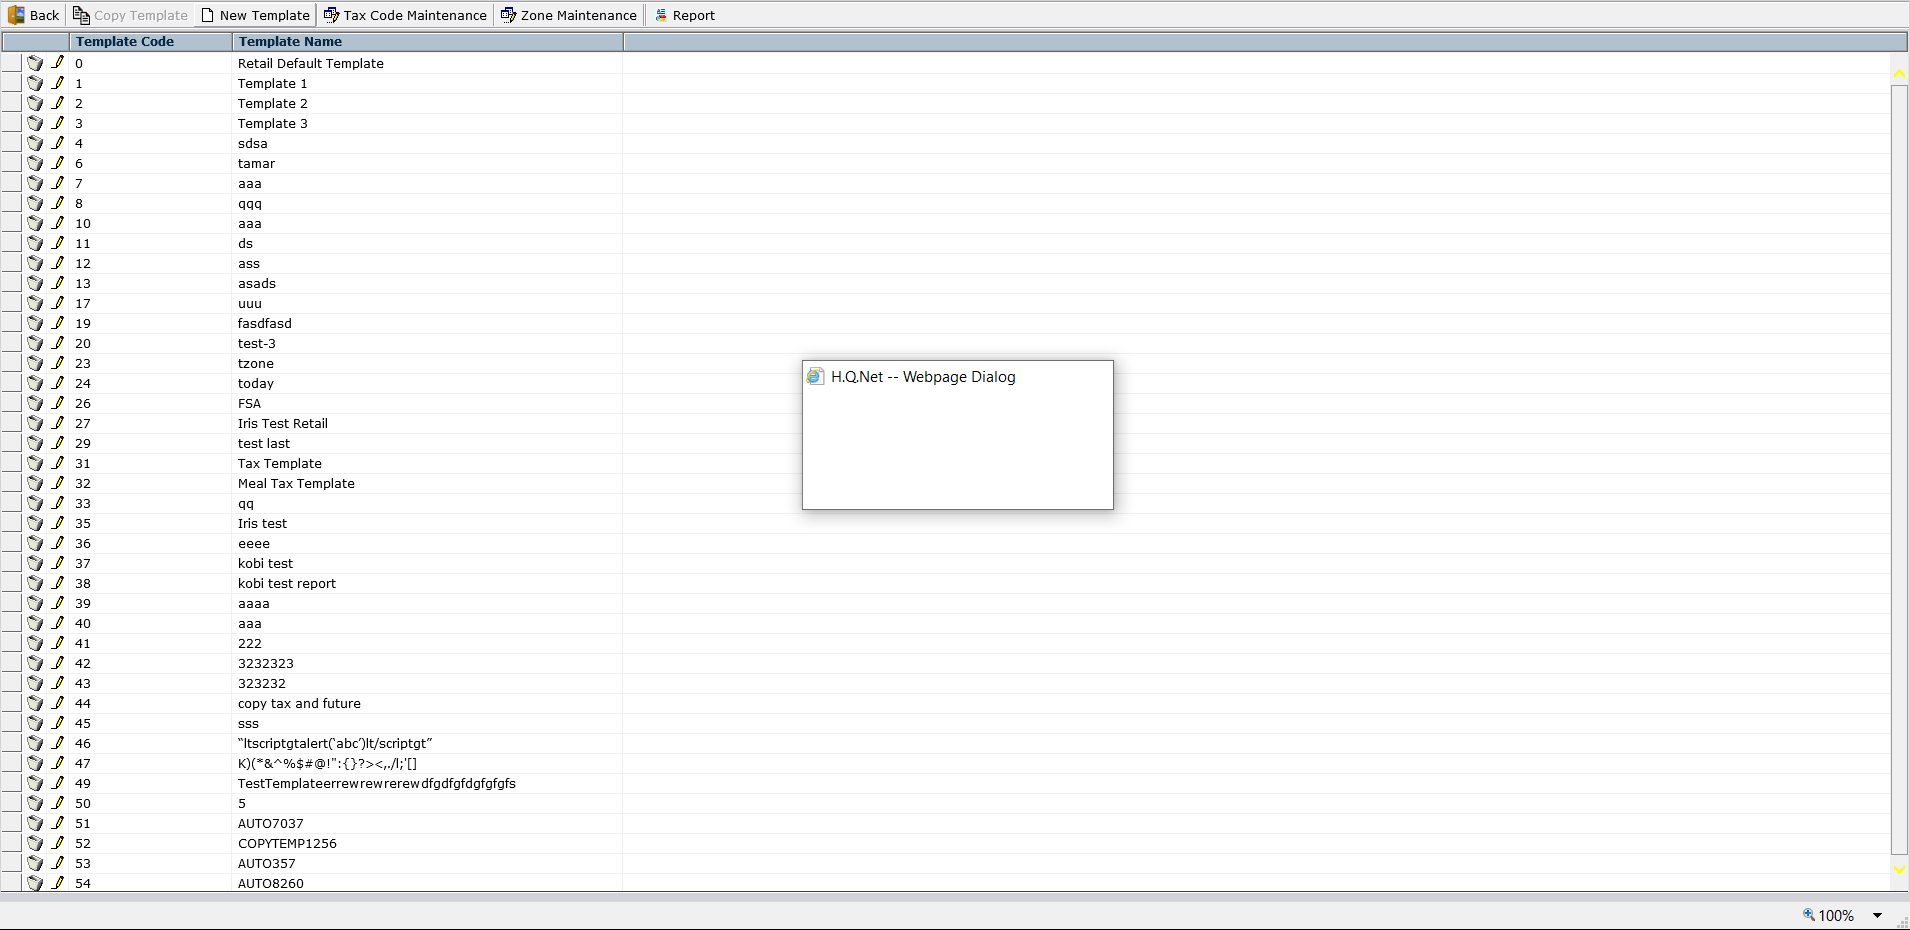 Back Copy Template New Template Tax Code Maintenance Zone Maintenance Report
Template Code Template Name
0 Retail Default Template
1 Template 1
2 Template 2
3 Template 3
4 sdsa
6 tamar
7 aaa
8 qqq
10 aaa
11 ds
12 ass
13 asads
17 uuu
19 fasdfasd
20 test-3
23 tzone
24 today
26 FSA
27 Iris Test Retail
29 test last
31 Tax Template
32 Meal Tax Template
33 qq
35 Iris test
36 eeee
37 kobi test
38 kobi test report
39 aaaa
40 aaa
41 222
42 3232323
43 323232
44 copy tax and future
45 sss
46 “ltscriptgtalert(‘abc’)lt/scriptgt”
47 K)(*&^%$#@!":{}?><,./l;'[]
49 TestTemplateerrewrewrerewdfgdfgfdgfgfgfs
50 5
51 AUTO7037
52 COPYTEMP1256
53 AUTO357
54 AUTO8260
H.Q.Net -- Webpage Dialog
100%